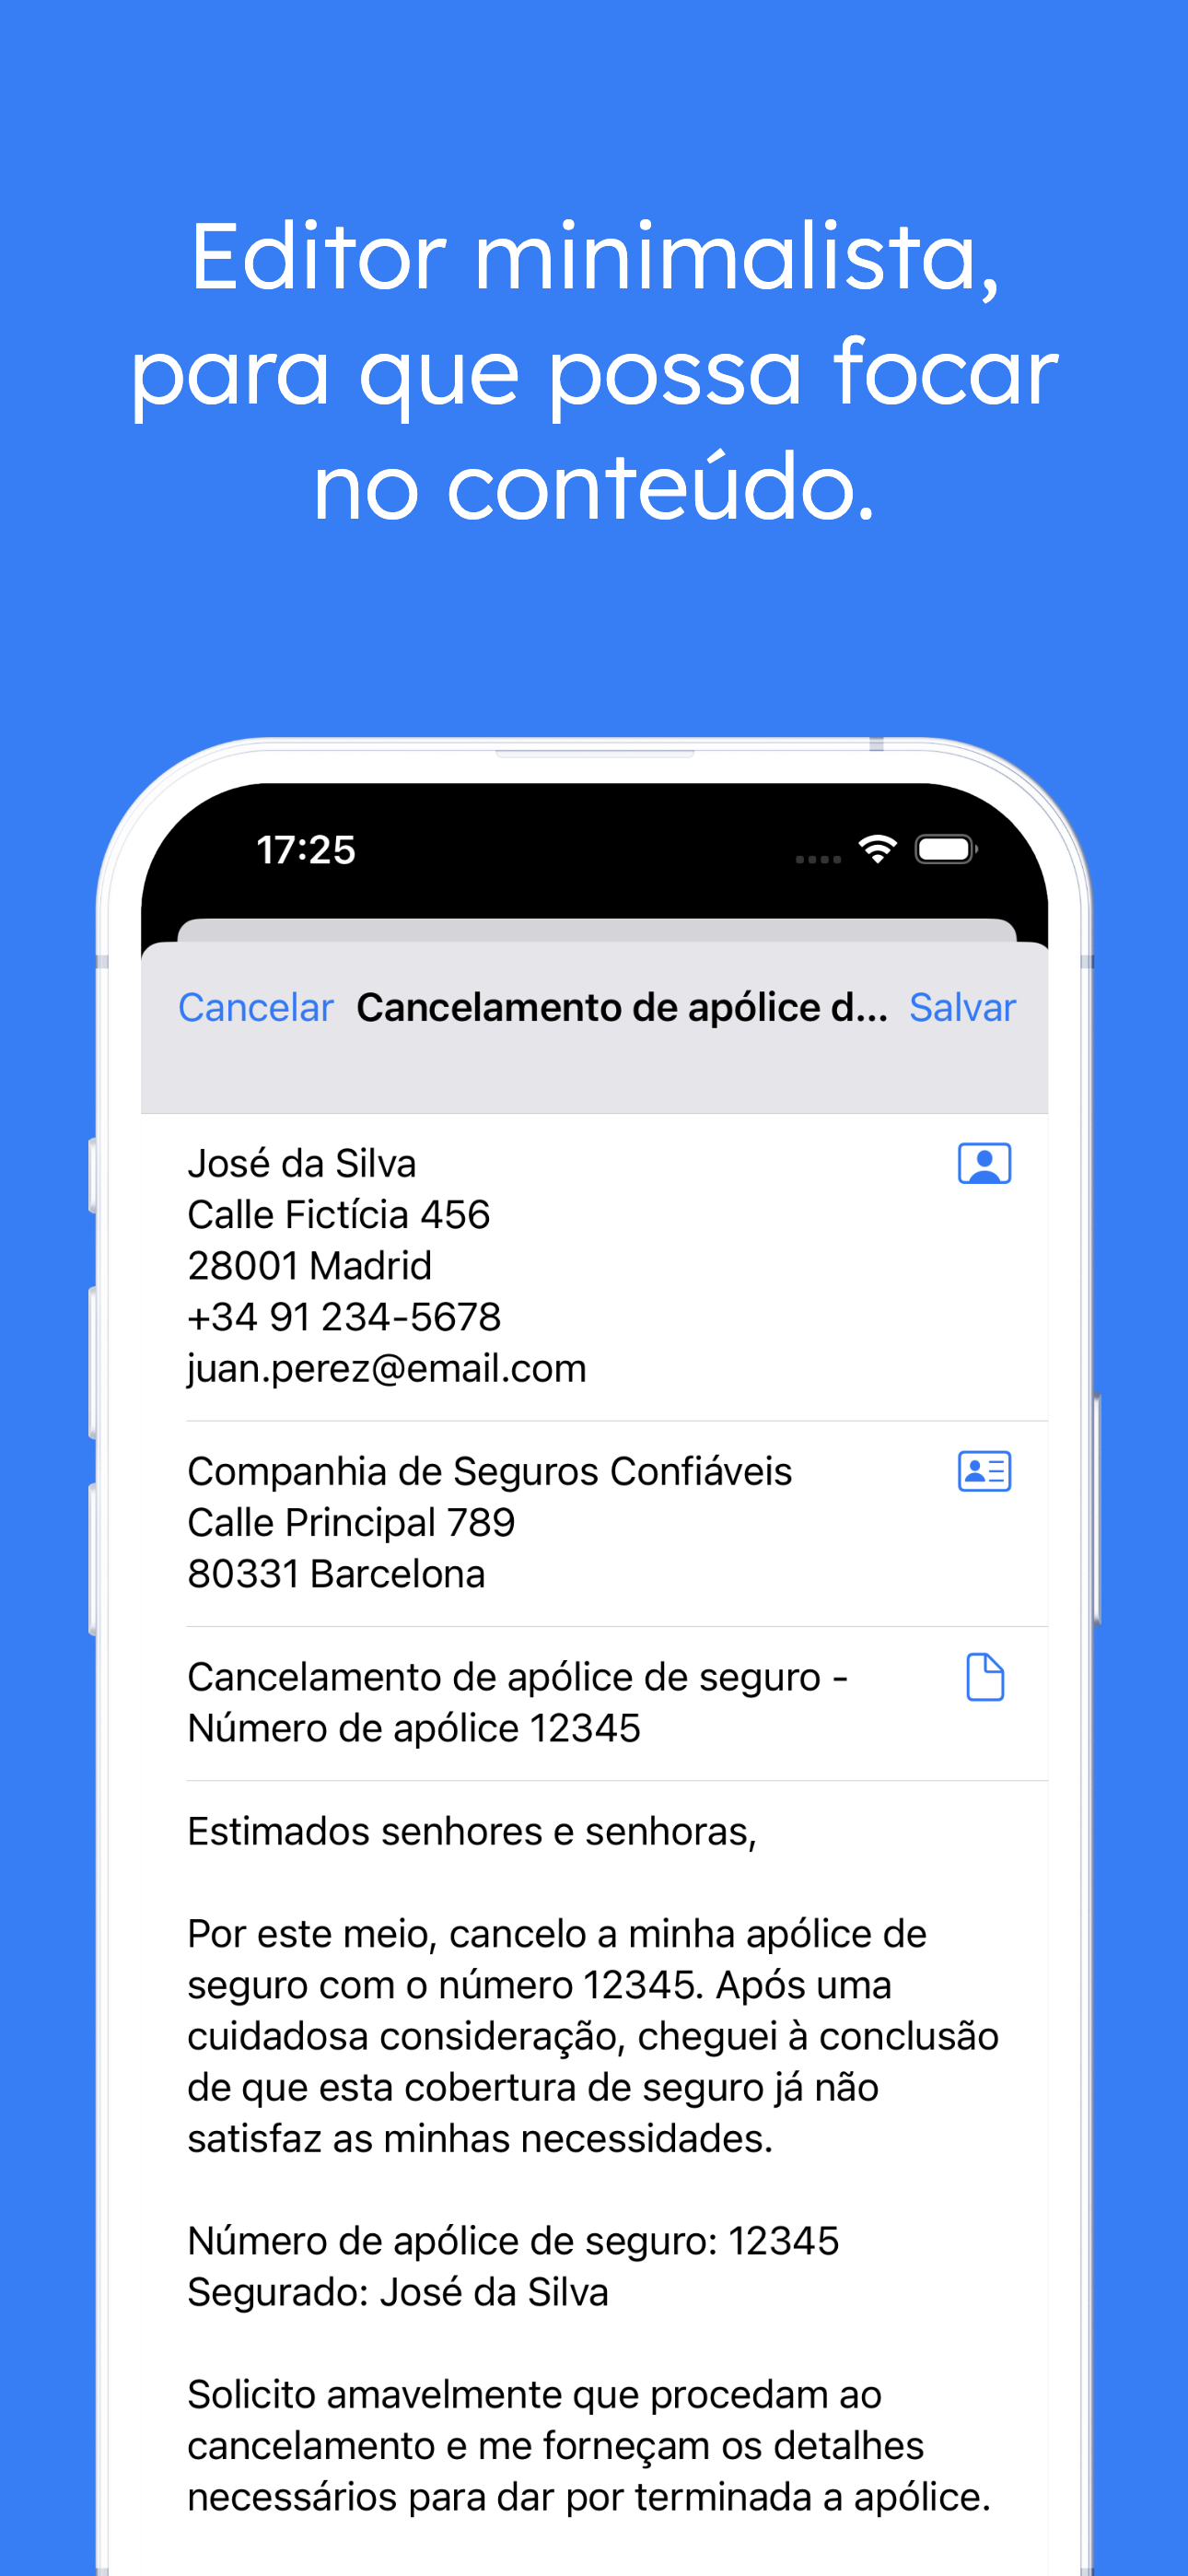 Editor minimalista,
para que possa focar
no conteúdo.
17:25
Cancelar Cancelamento de apólice d... Salvar
José da Silva
Calle Fictícia 456
28001 Madrid
+34 91 234-5678
juan.perez@email.com
Companhia de Seguros Confiáveis
Calle Principal 789
80331 Barcelona
Cancelamento de apólice de seguro -
Número de apólice 12345
Estimados senhores e senhoras,
Por este meio, cancelo a minha apólice de
seguro com o número 12345. Após uma
cuidadosa consideração, cheguei à conclusão
de que esta cobertura de seguro já não
satisfaz as minhas necessidades.
Número de apólice de seguro: 12345
Segurado: José da Silva
Solicito amavelmente que procedam ao
cancelamento e me forneçam os detalhes
necessários para dar por terminada a apólice.